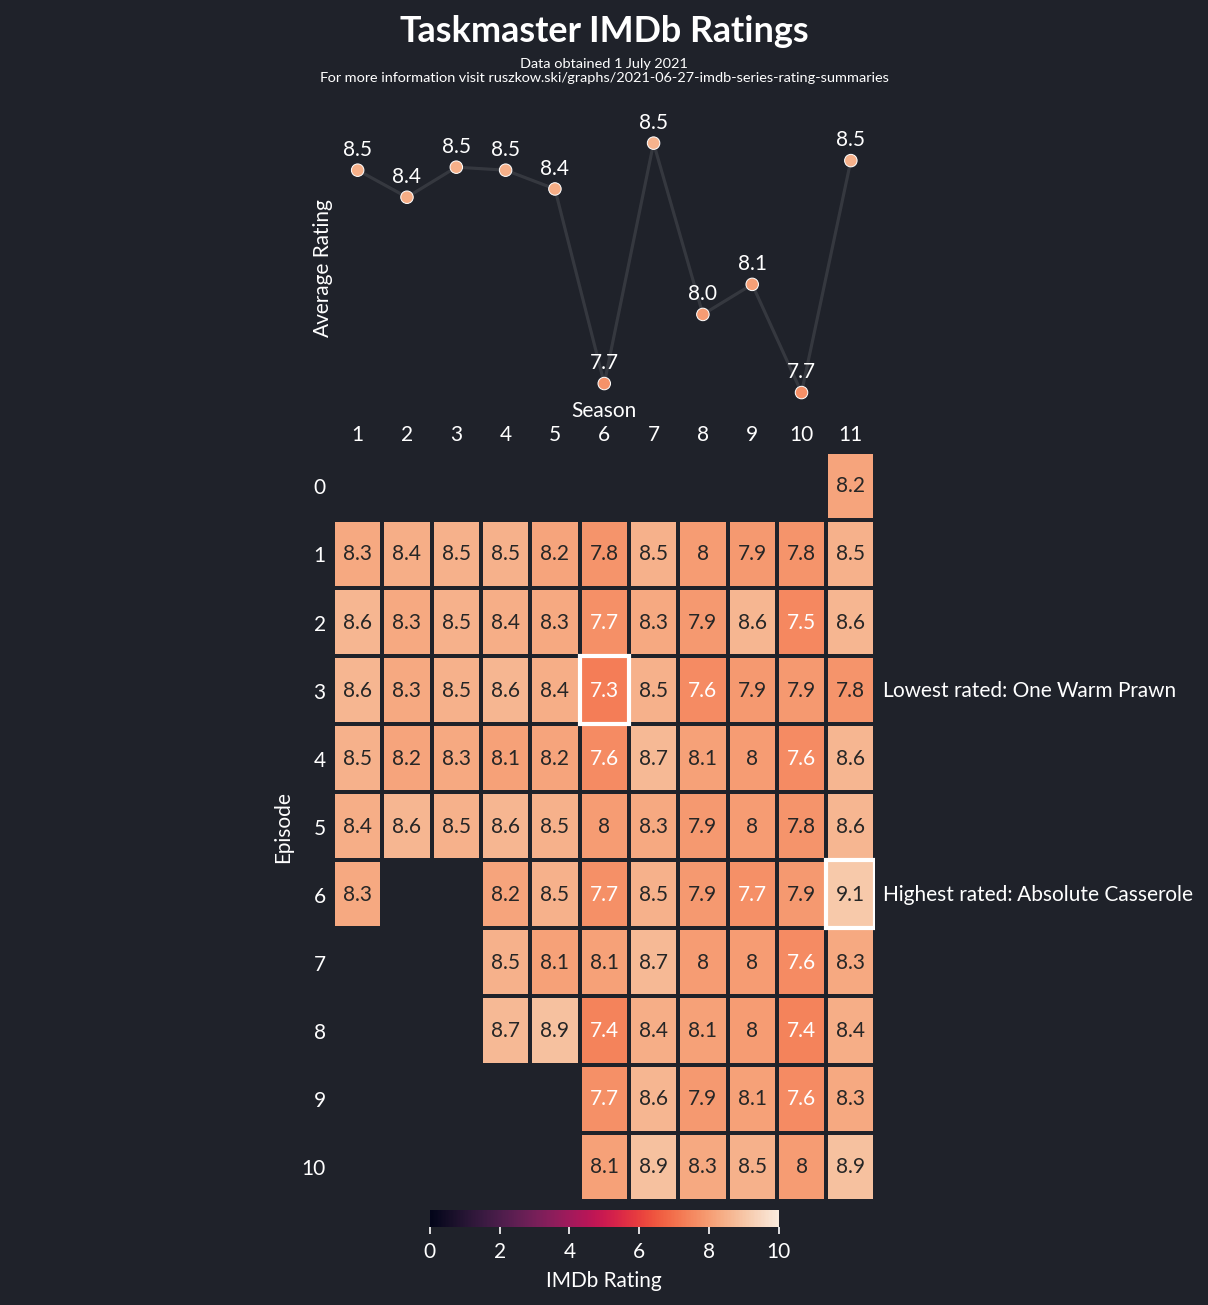 Taskmaster IMDb Ratings
Data obtained 1 July 2021
For more information visit ruszkow.ski/graphs/2021-06-27-imdb-series-rating-summaries
Average Rating
8.5 8.4 8.5 8.5 8.4 7.7 8.5 8.0 8.1 7.7 8.5
Season
1 2 3 4 5 6 7 8 9 10 11
Episode
0 8.2
1 8.3 8.4 8.5 8.5 8.2 7.8 8.5 8 7.9 7.8 8.5
2 8.6 8.3 8.5 8.4 8.3 7.7 8.3 7.9 8.6 7.5 8.6
3 8.6 8.3 8.5 8.6 8.4 7.3 8.5 7.6 7.9 7.9 7.8 Lowest rated: One Warm Prawn
4 8.5 8.2 8.3 8.1 8.2 7.6 8.7 8.1 8 7.6 8.6
5 8.4 8.6 8.5 8.6 8.5 8 8.3 7.9 8 7.8 8.6
6 8.3 8.2 8.5 7.7 8.5 7.9 7.7 7.9 9.1 Highest rated: Absolute Casserole
7 8.5 8.1 8.1 8.7 8 8 7.6 8.3
8 8.7 8.9 7.4 8.4 8.1 8 7.4 8.4
9 7.7 8.6 7.9 8.1 7.6 8.3
10 8.1 8.9 8.3 8.5 8 8.9
0 2 4 6 8 10
IMDb Rating